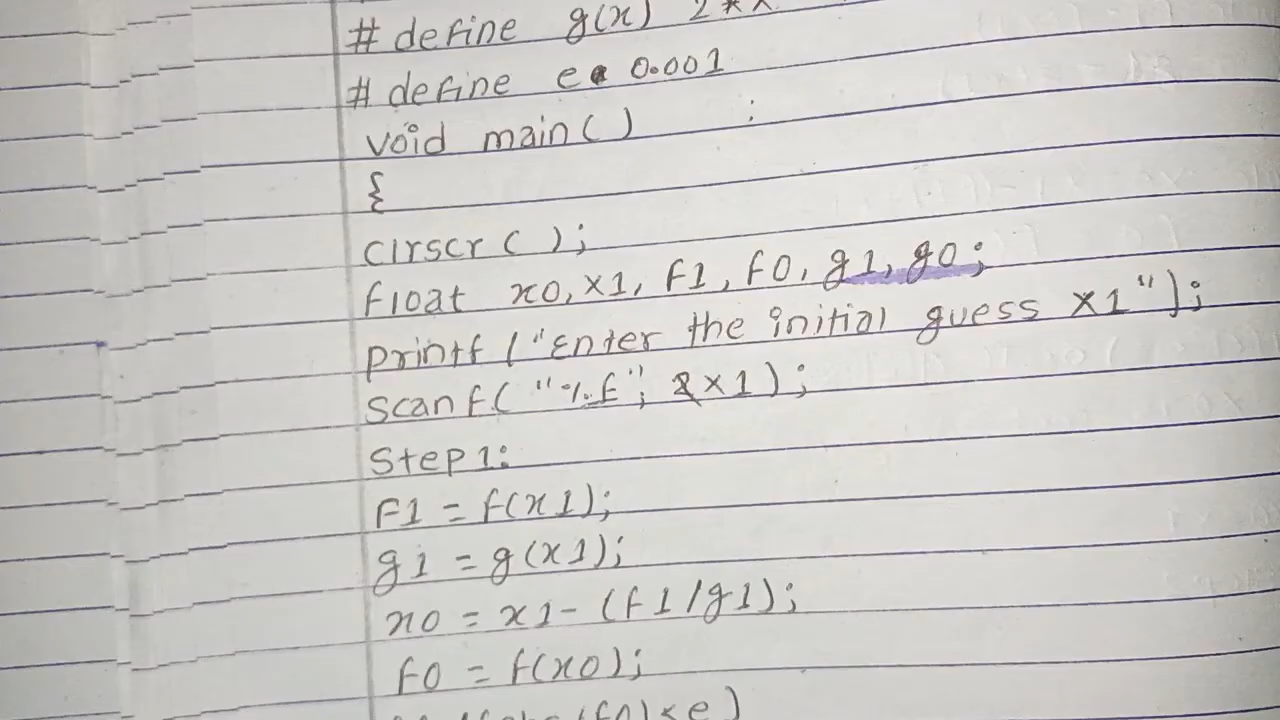 # define g(x) 2*x
# define e 0.001
void main()
{
clrscr();
float x0, x1, f1, f0, g1, g0;
printf ("Enter the initial guess x1");
scanf( "%f", &x1);
Step1:
F1 = f(x1);
g1 = g(x1);
x0 = x1-(f1/g1);
f0 = f(x0);
(f0)<e)